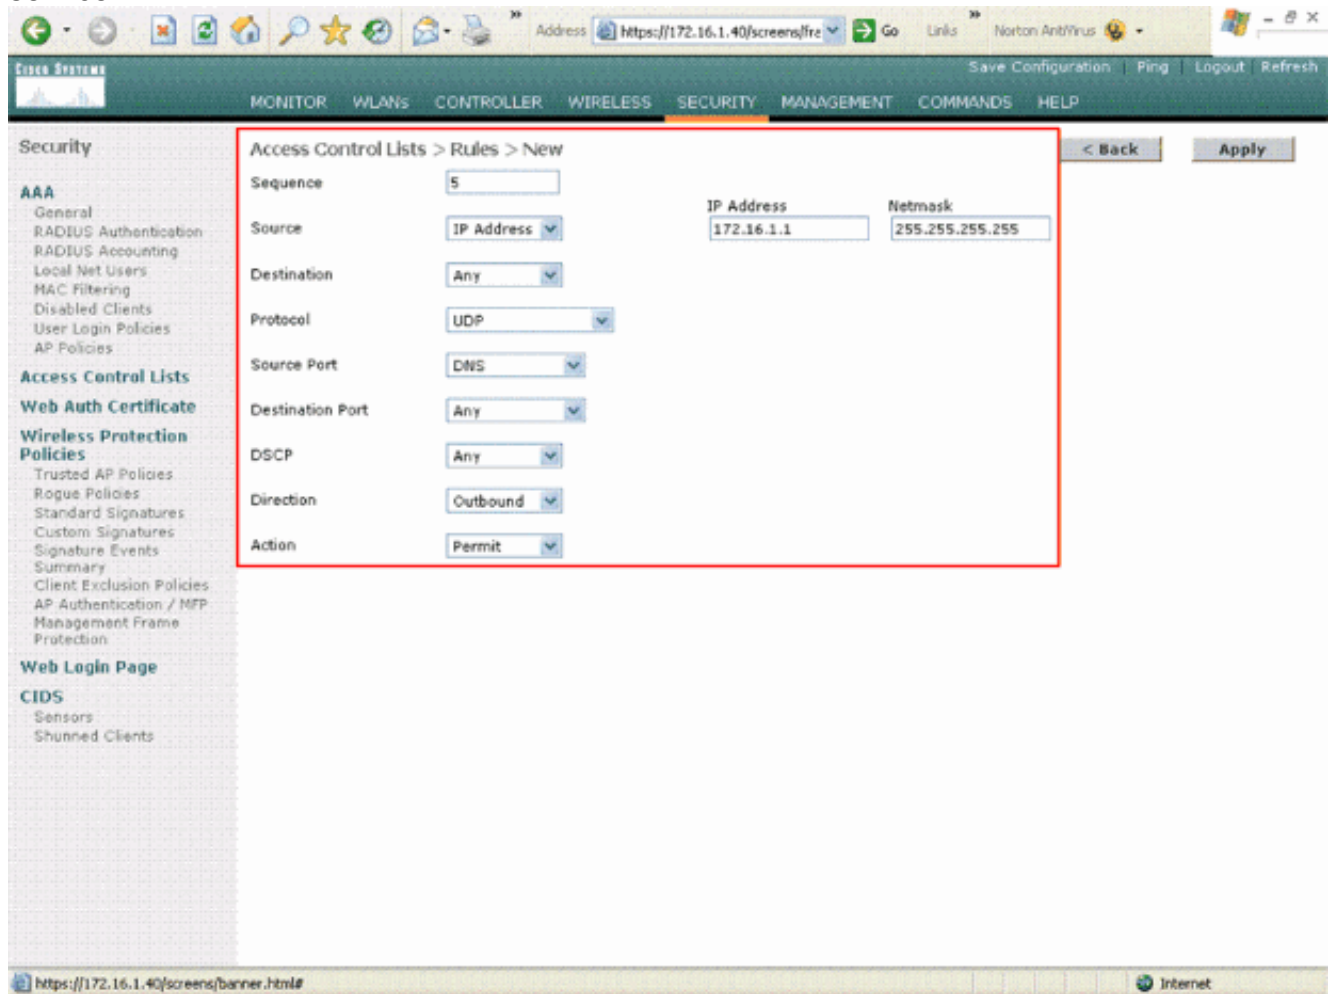 Address https://172.16.1.40/screens/fra Go Links Norton AntiVirus
CISCO SYSTEMS
Save Configuration | Ping | Logout | Refresh
MONITOR WLANs CONTROLLER WIRELESS SECURITY MANAGEMENT COMMANDS HELP
Security
AAA
General
RADIUS Authentication
RADIUS Accounting
Local Net Users
MAC Filtering
Disabled Clients
User Login Policies
AP Policies
Access Control Lists
Web Auth Certificate
Wireless Protection
Policies
Trusted AP Policies
Rogue Policies
Standard Signatures
Custom Signatures
Signature Events
Summary
Client Exclusion Policies
AP Authentication / MFP
Management Frame
Protection
Web Login Page
CIDS
Sensors
Shunned Clients
Access Control Lists > Rules > New
< Back Apply
Sequence 5
IP Address Netmask
Source IP Address 172.16.1.1 255.255.255.255
Destination Any
Protocol UDP
Source Port DNS
Destination Port Any
DSCP Any
Direction Outbound
Action Permit
https://172.16.1.40/screens/banner.html# Internet